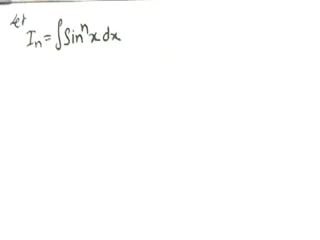 let
Iₙ = ∫Sinⁿx dx